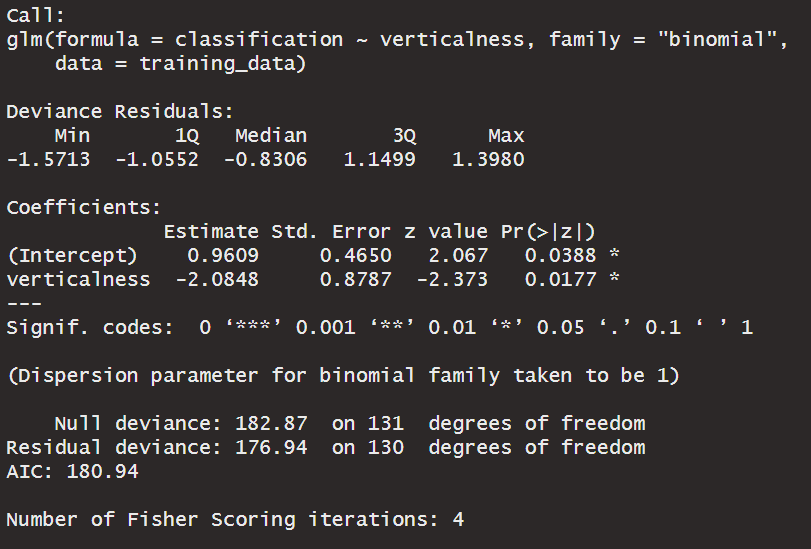 Call:
glm(formula = classification ~ verticalness, family = "binomial",
    data = training_data)
Deviance Residuals:
    Min       1Q   Median       3Q      Max
-1.5713  -1.0552  -0.8306   1.1499   1.3980
Coefficients:
             Estimate Std. Error z value Pr(>|z|)
(Intercept)    0.9609     0.4650   2.067   0.0388 *
verticalness  -2.0848     0.8787  -2.373   0.0177 *
---
Signif. codes:  0 ‘***’ 0.001 ‘**’ 0.01 ‘*’ 0.05 ‘.’ 0.1 ‘ ’ 1
(Dispersion parameter for binomial family taken to be 1)
    Null deviance: 182.87  on 131  degrees of freedom
Residual deviance: 176.94  on 130  degrees of freedom
AIC: 180.94
Number of Fisher Scoring iterations: 4